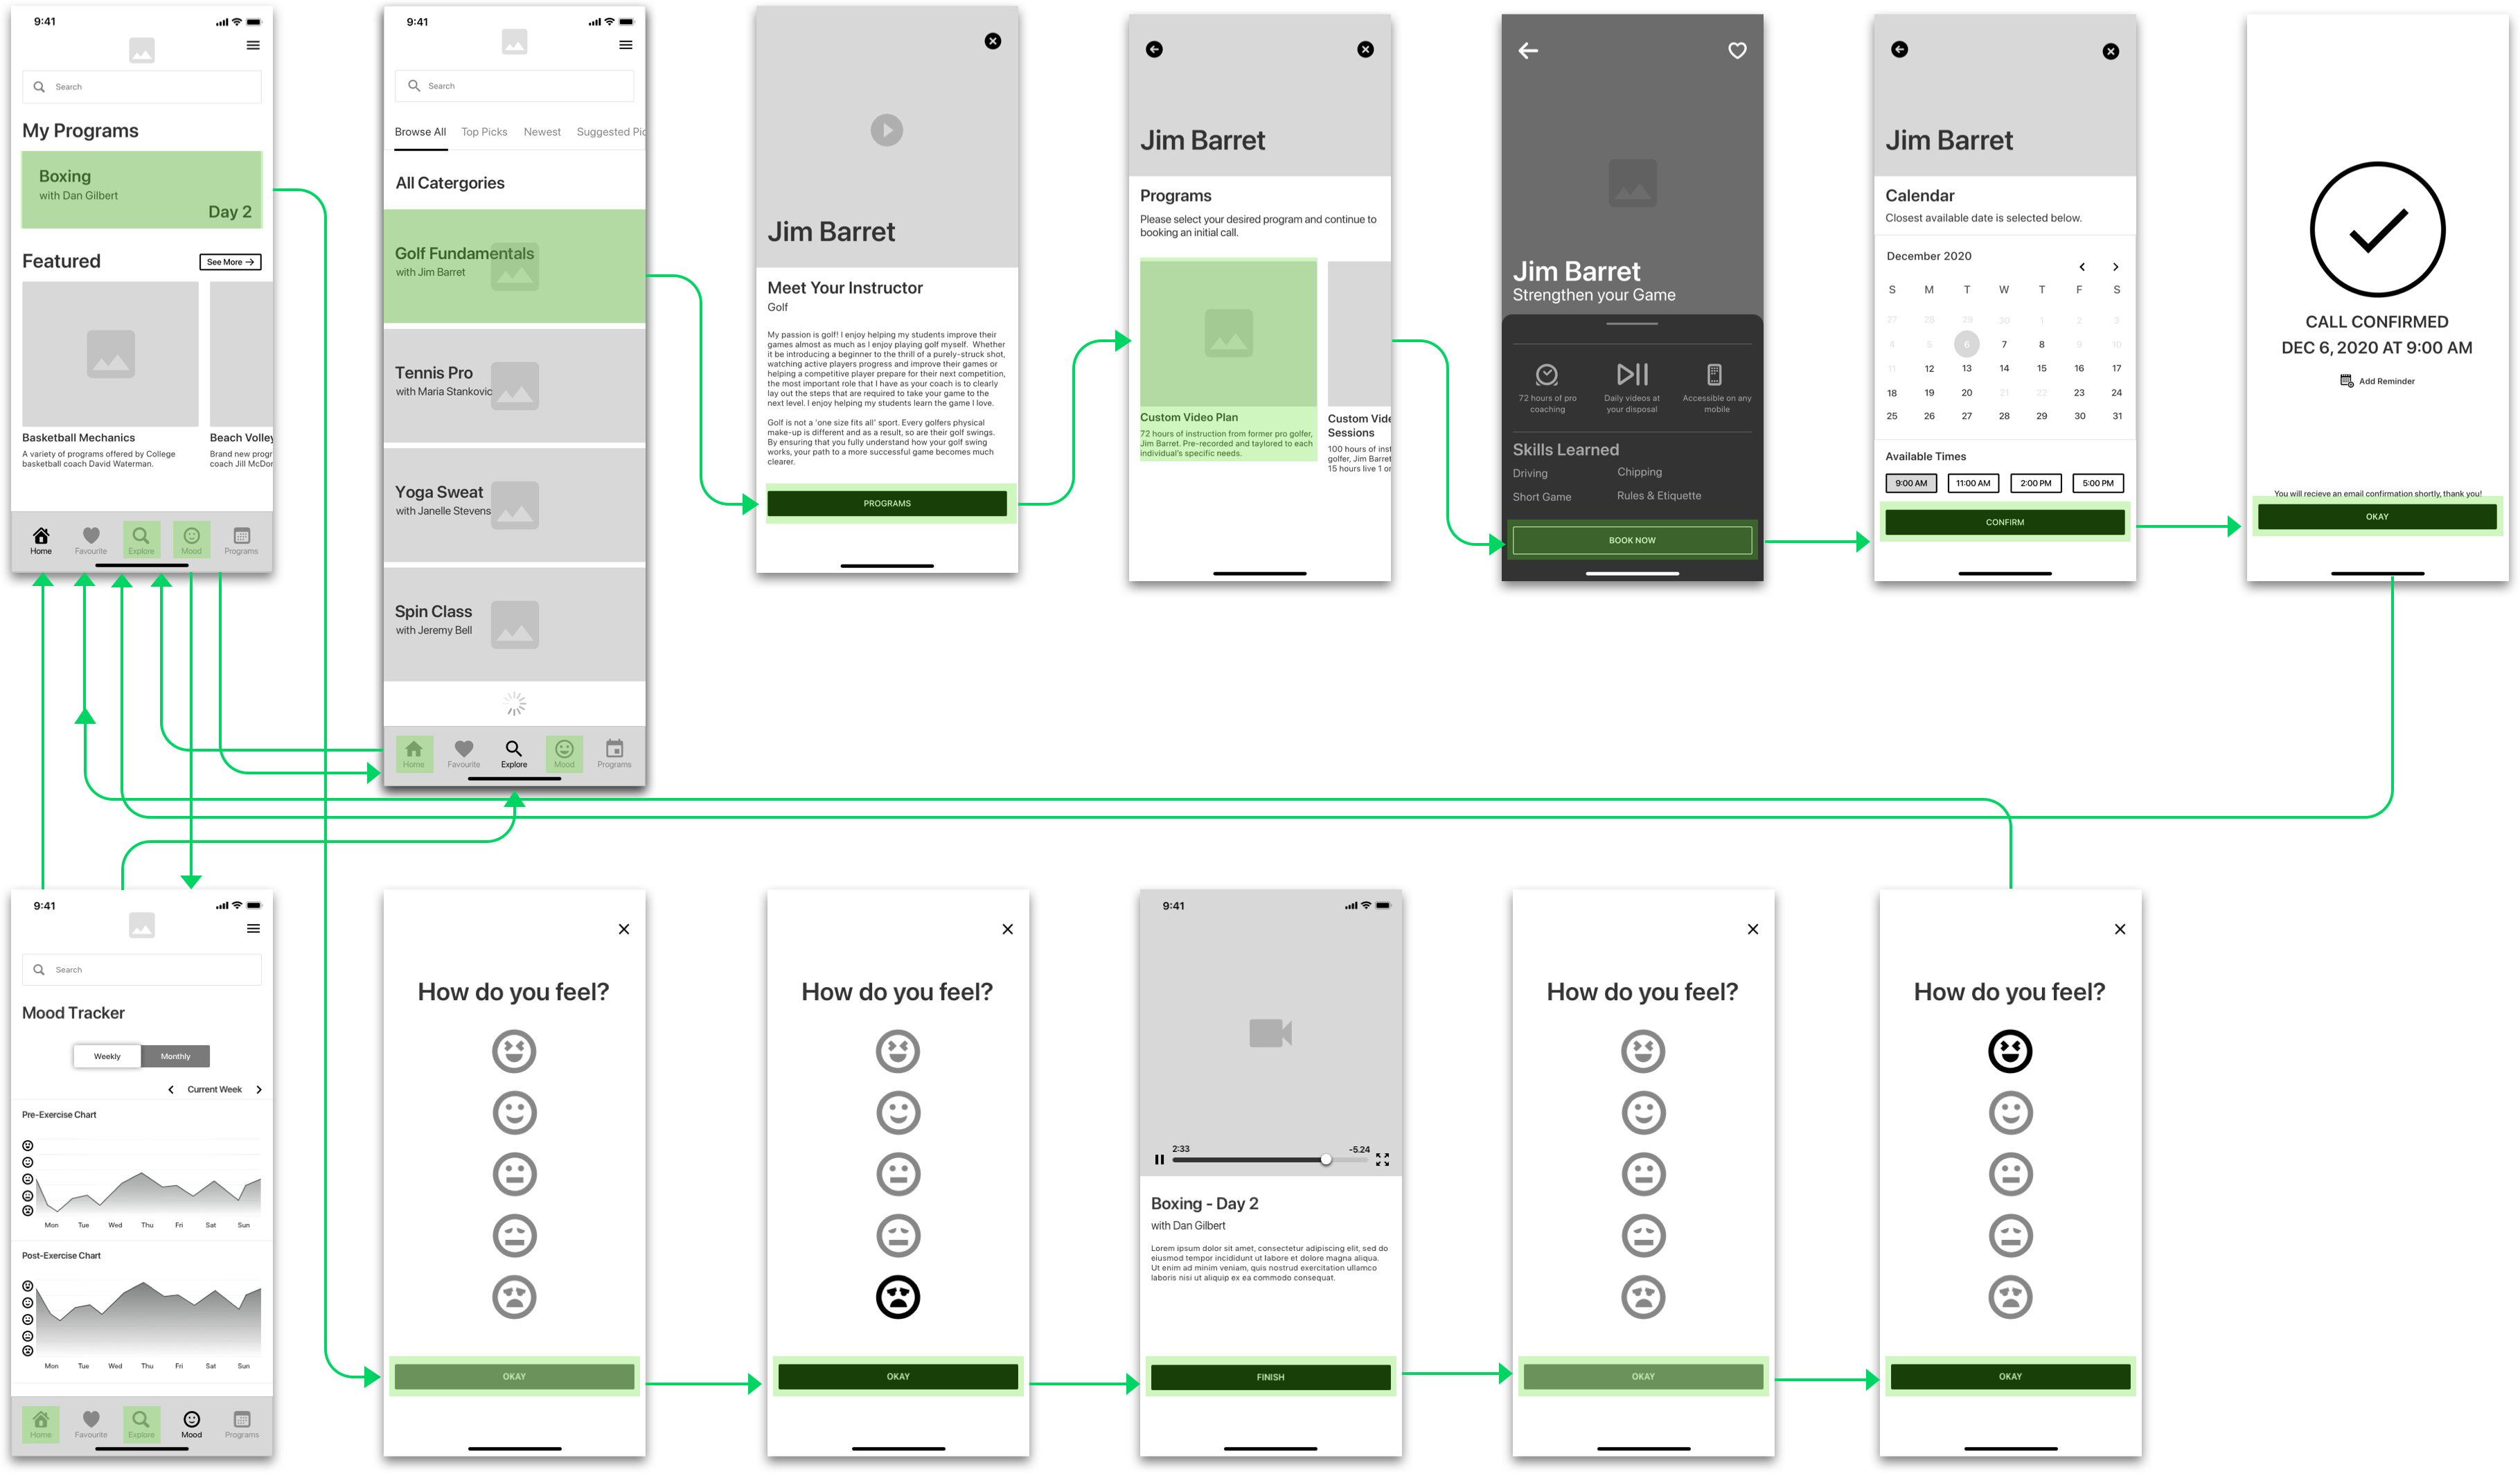 9:41
Search
My Programs
Boxing
with Dan Gilbert
Day 2
Featured
See More
Basketball Mechanics
A variety of programs offered by College
basketball coach David Waterman.
Beach Volley
Brand new progr
coach Jill McDor
Home
Favourite
Explore
Mood
Programs
9:41
Search
Browse All
Top Picks
Newest
Suggested Pic
All Catergories
Golf Fundamentals
with Jim Barret
Tennis Pro
with Maria Stankovic
Yoga Sweat
with Janelle Stevens
Spin Class
with Jeremy Bell
Home
Favourite
Explore
Mood
Programs
Jim Barret
Meet Your Instructor
Golf
My passion is golf! I enjoy helping my students improve their
games almost as much as I enjoy playing golf myself. Whether
it be introducing a beginner to the thrill of a purely-struck shot,
watching active players progress and improve their games or
helping a competitive player prepare for their next competition,
the most important role that I have as your coach is to clearly
lay out the steps that are required to take your game to the
next level. I enjoy helping my students learn the game I love.
Golf is not a 'one size fits all' sport. Every golfers physical
make-up is different and as a result, so are their golf swings.
By ensuring that you fully understand how your golf swing
works, your path to a more successful game becomes much
clearer.
PROGRAMS
Jim Barret
Programs
Please select your desired program and continue to
booking an initial call.
Custom Video Plan
72 hours of instruction from former pro golfer,
Jim Barret. Pre-recorded and taylored to each
individual's specific needs.
Custom Vide
Sessions
100 hours of inst
golfer, Jim Barret
15 hours live 1 or
Jim Barret
Strengthen your Game
72 hours of pro
coaching
Daily videos at
your disposal
Accessible on any
mobile
Skills Learned
Driving
Chipping
Short Game
Rules & Etiquette
BOOK NOW
Jim Barret
Calendar
Closest available date is selected below.
December 2020
S M T W T F S
27 28 29 30 1 2 3
4 5 6 7 8 9 10
11 12 13 14 15 16 17
18 19 20 21 22 23 24
25 26 27 28 29 30 31
Available Times
9:00 AM
11:00 AM
2:00 PM
5:00 PM
CONFIRM
CALL CONFIRMED
DEC 6, 2020 AT 9:00 AM
Add Reminder
You will recieve an email confirmation shortly, thank you!
OKAY
9:41
Search
Mood Tracker
Weekly
Monthly
Current Week
Pre-Exercise Chart
Mon Tue Wed Thu Fri Sat Sun
Post-Exercise Chart
Mon Tue Wed Thu Fri Sat Sun
Home
Favourite
Explore
Mood
Programs
How do you feel?
OKAY
How do you feel?
OKAY
9:41
2:33
-5.24
Boxing - Day 2
with Dan Gilbert
Lorem ipsum dolor sit amet, consectetur adipiscing elit, sed do
eiusmod tempor incididunt ut labore et dolore magna aliqua.
Ut enim ad minim veniam, quis nostrud exercitation ullamco
laboris nisi ut aliquip ex ea commodo consequat.
FINISH
How do you feel?
OKAY
How do you feel?
OKAY